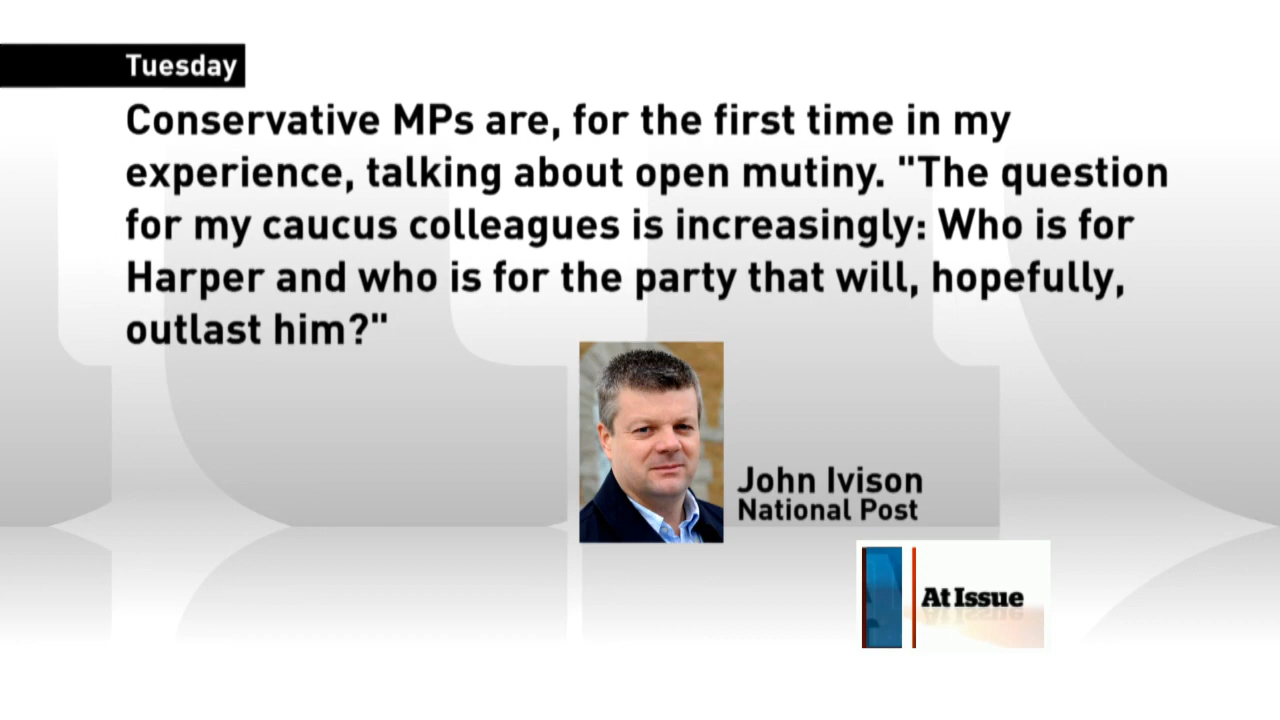 Tuesday
Conservative MPs are, for the first time in my
experience, talking about open mutiny. "The question
for my caucus colleagues is increasingly: Who is for
Harper and who is for the party that will, hopefully,
outlast him?"
John Ivison
National Post
At Issue